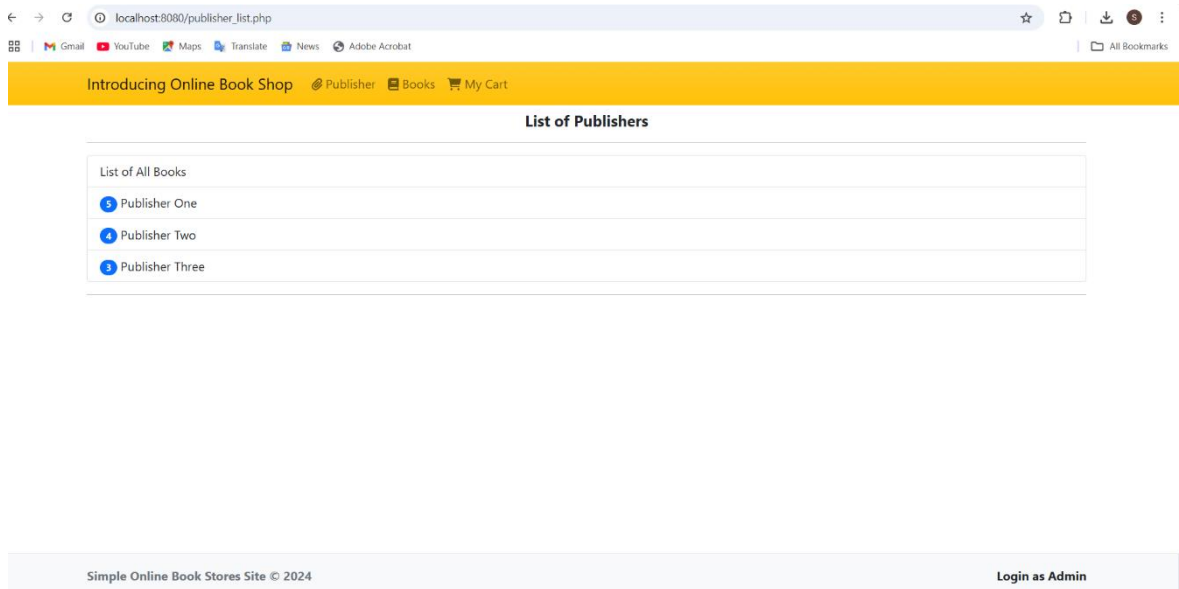 localhost:8080/publisher_list.php
S
Gmail YouTube Maps Translate News Adobe Acrobat All Bookmarks
Introducing Online Book Shop Publisher Books My Cart
List of Publishers
List of All Books
5 Publisher One
4 Publisher Two
3 Publisher Three
Simple Online Book Stores Site © 2024 Login as Admin